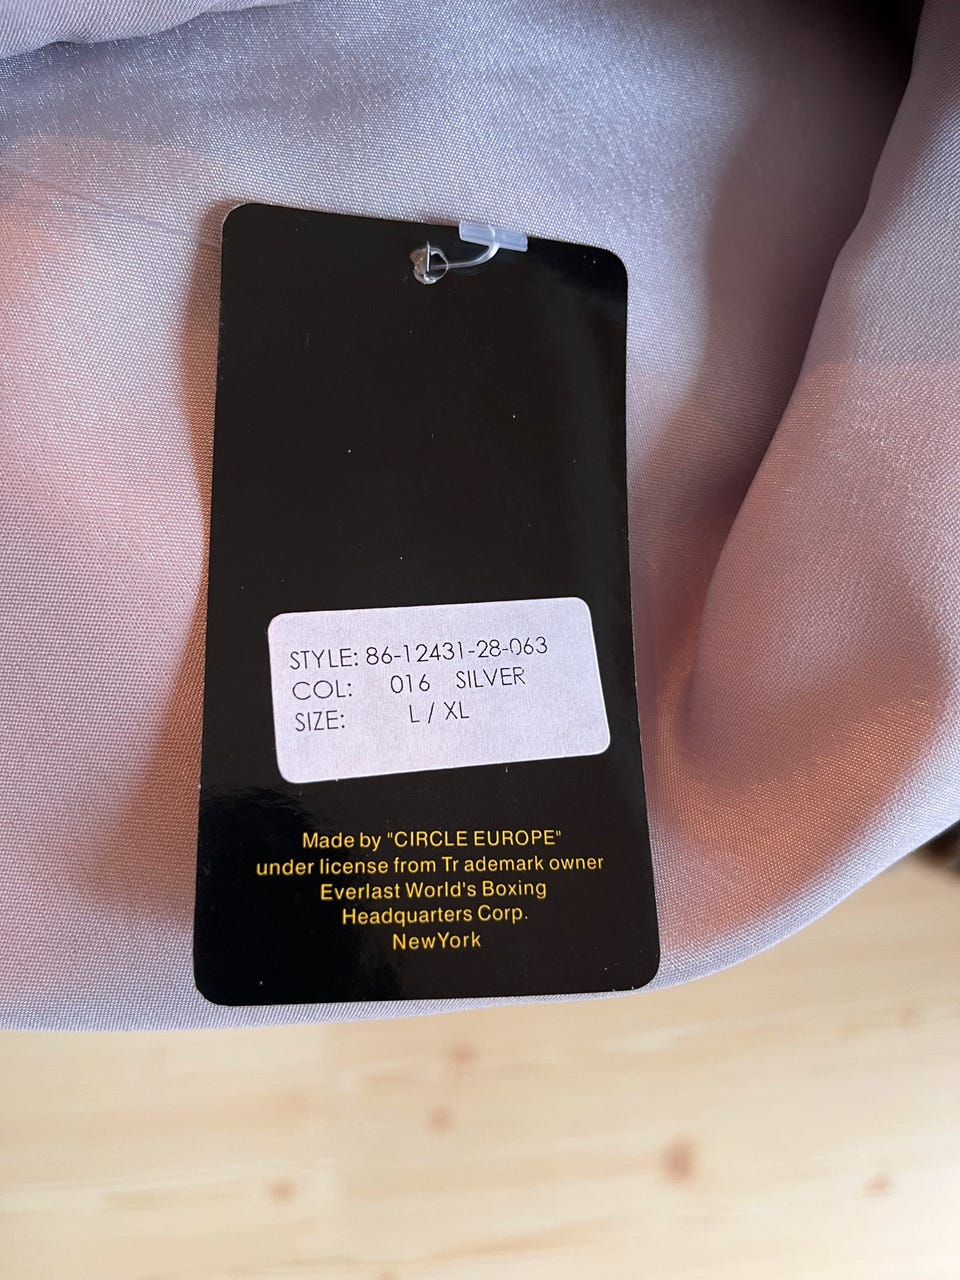 STYLE: 86-12431-28-063
COL: 016 SILVER
SIZE: L / XL
Made by "CIRCLE EUROPE"
under license from Tr ademark owner
Everlast World's Boxing
Headquarters Corp.
NewYork